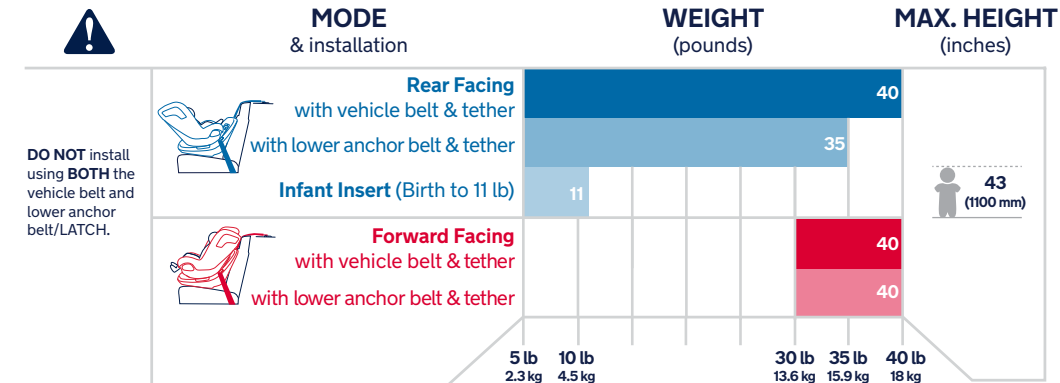 MODE
& installation
WEIGHT
(pounds)
MAX. HEIGHT
(inches)
DO NOT install
using BOTH the
vehicle belt and
lower anchor
belt/LATCH.
Rear Facing
with vehicle belt & tether
40
with lower anchor belt & tether
35
Infant Insert (Birth to 11 lb)
11
43
(1100 mm)
Forward Facing
with vehicle belt & tether
40
with lower anchor belt & tether
40
5 lb 10 lb 30 lb 35 lb 40 lb
2.3 kg 4.5 kg 13.6 kg 15.9 kg 18 kg